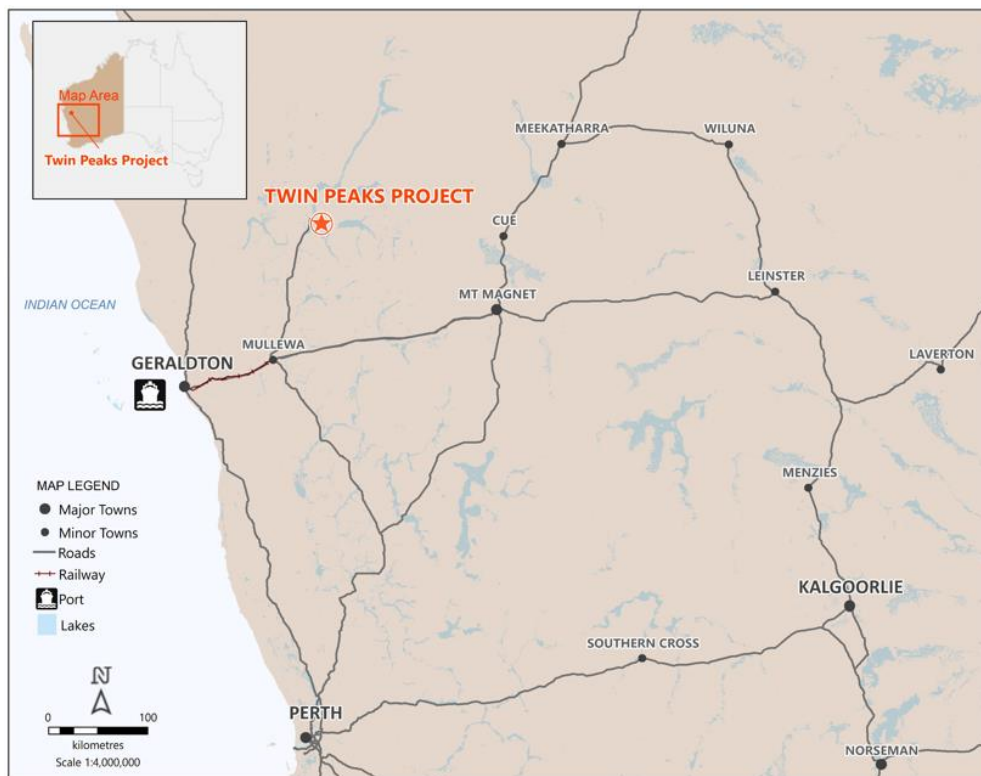 Map Area
Twin Peaks Project
MEEKATHARRA
WILUNA
TWIN PEAKS PROJECT
CUE
LEINSTER
INDIAN OCEAN
MT MAGNET
MULLEWA
GERALDTON
LAVERTON
MENZIES
MAP LEGEND
Major Towns
Minor Towns
Roads
Railway
Port
Lakes
KALGOORLIE
SOUTHERN CROSS
N
PERTH
0 100
kilometres
Scale 1:4,000,000
NORSEMAN